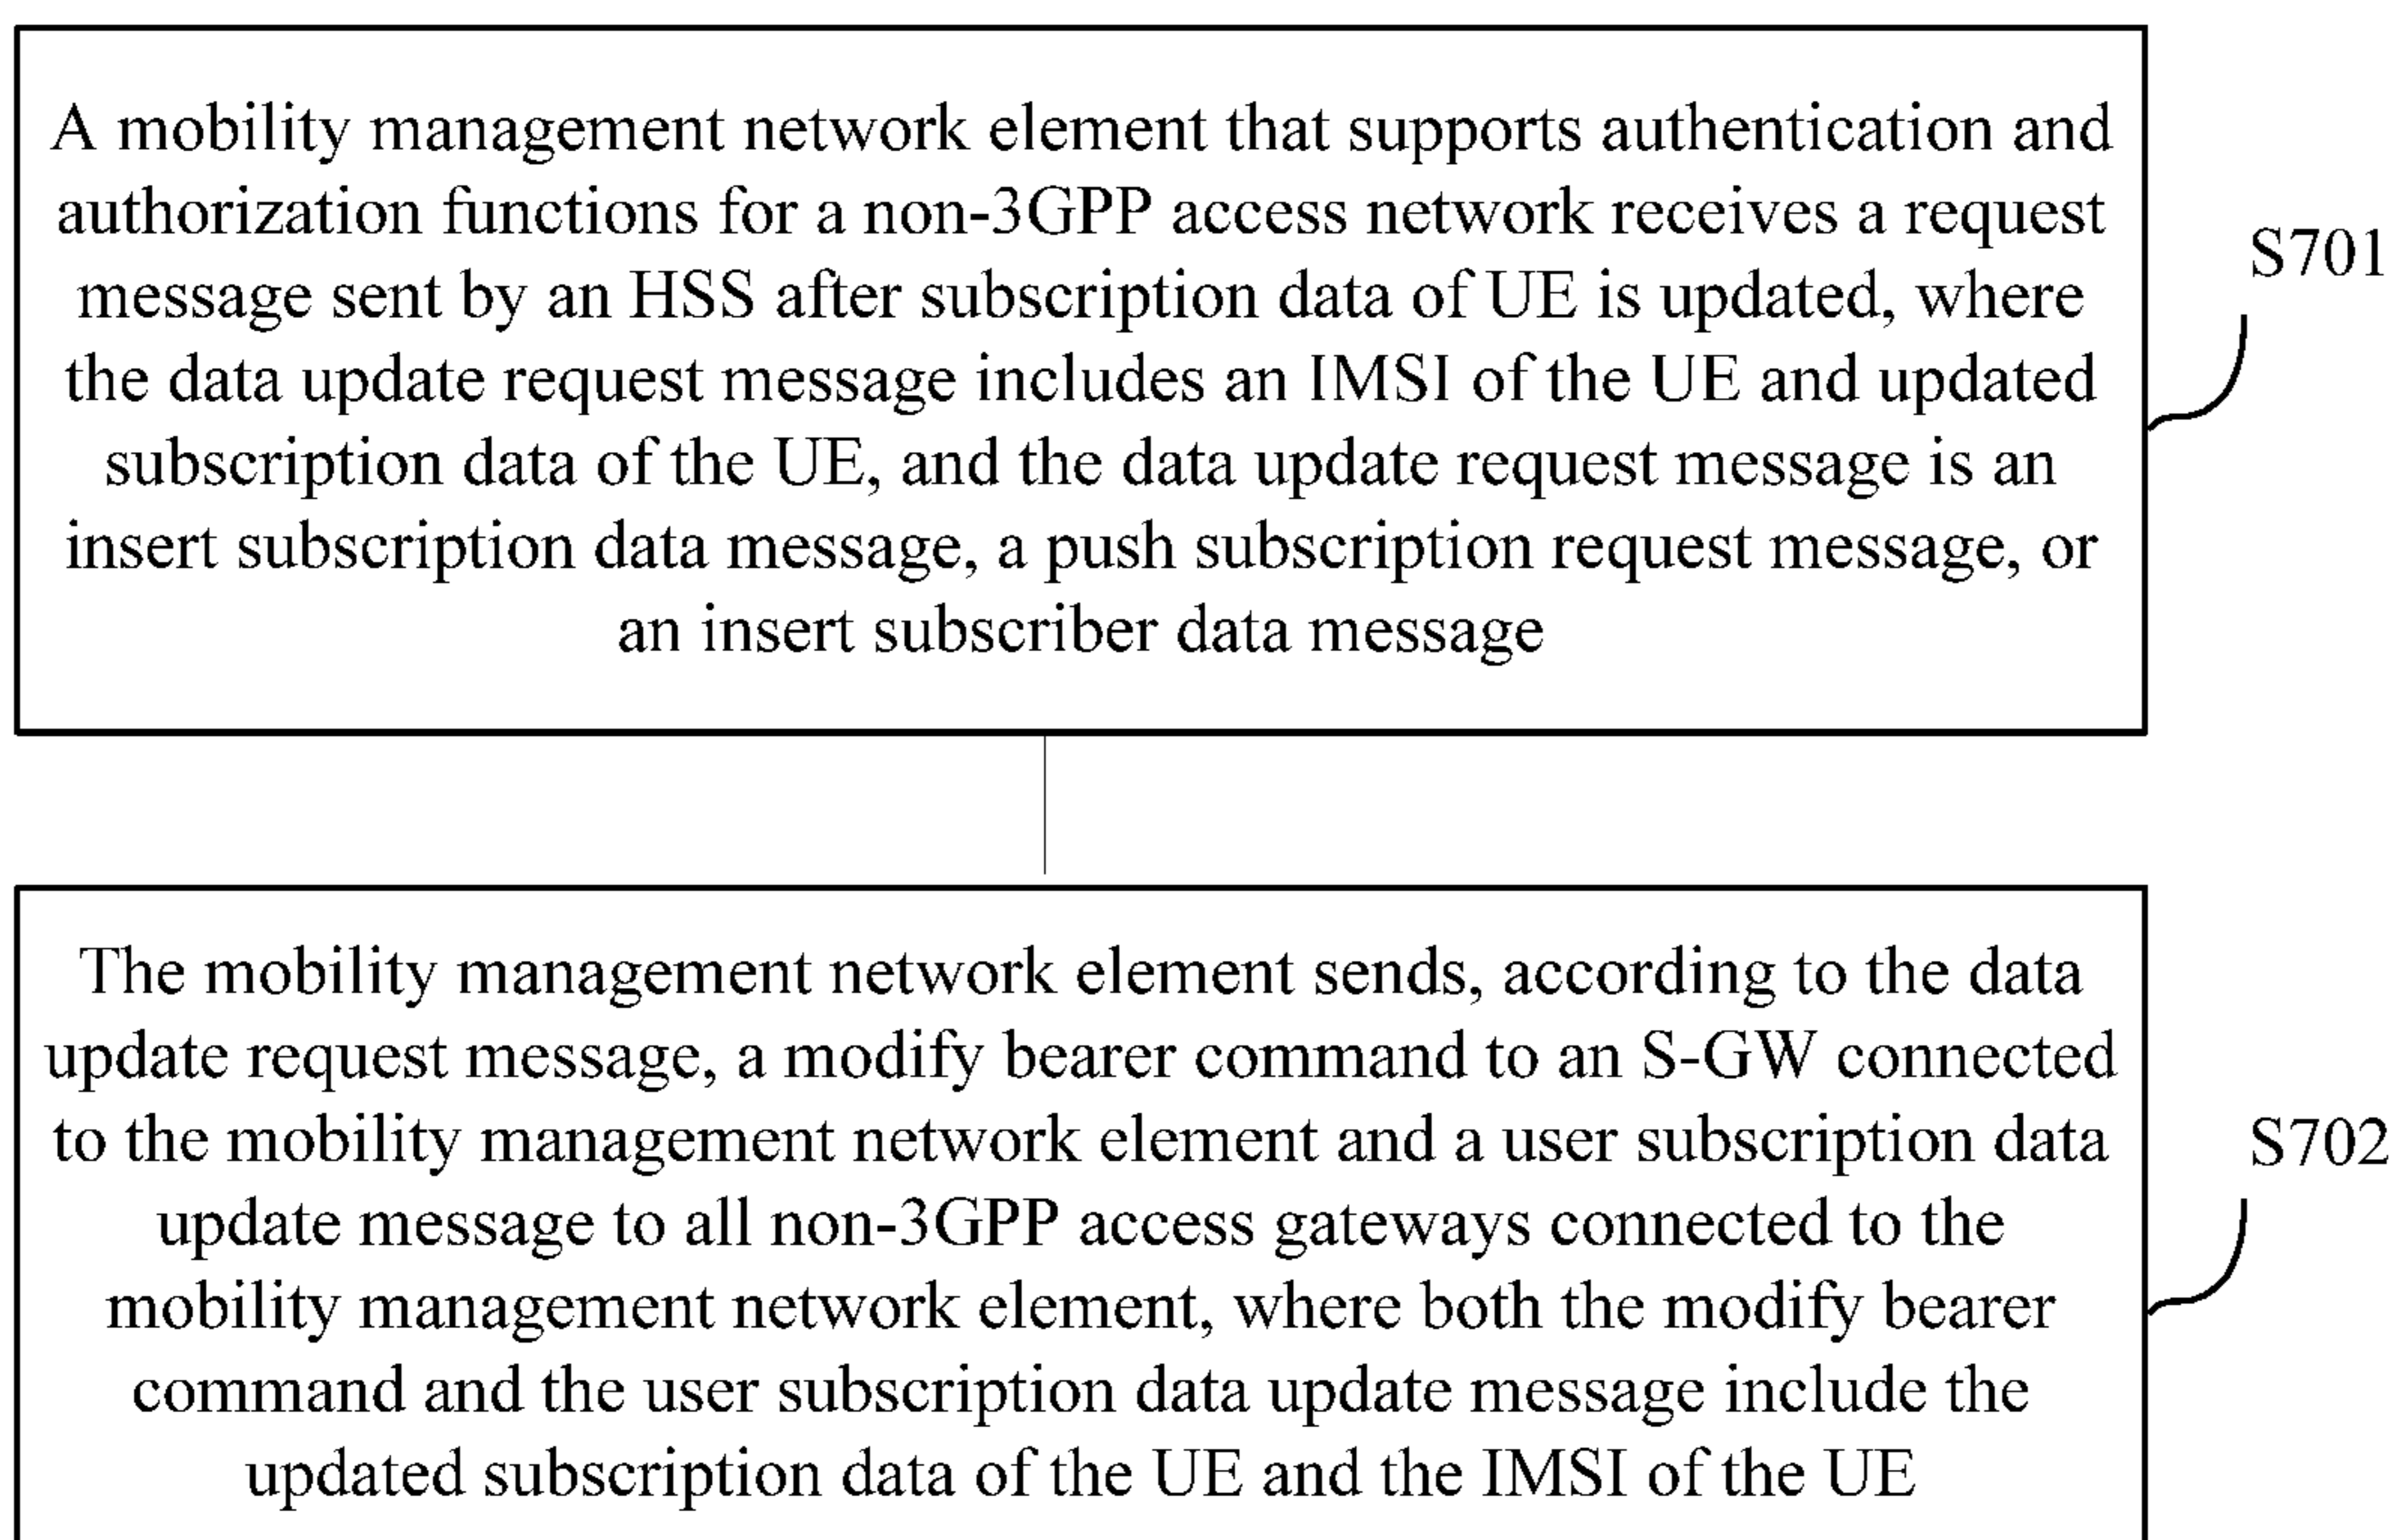 A mobility management network element that supports authentication and
authorization functions for a non-3GPP access network receives a request
message sent by an HSS after subscription data of UE is updated, where
the data update request message includes an IMSI of the UE and updated
subscription data of the UE, and the data update request message is an
insert subscription data message, a push subscription request message, or
an insert subscriber data message
S701
The mobility management network element sends, according to the data
update request message, a modify bearer command to an S-GW connected
to the mobility management network element and a user subscription data
update message to all non-3GPP access gateways connected to the
mobility management network element, where both the modify bearer
command and the user subscription data update message include the
updated subscription data of the UE and the IMSI of the UE
S702